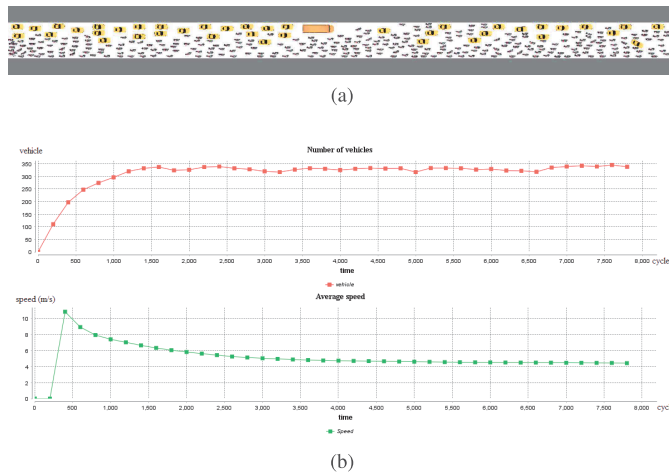 (a)
vehicle
Number of vehicles
350
300
250
200
150
100
50
0
0 500 1,000 1,500 2,000 2,500 3,000 3,500 4,000 4,500 5,000 5,500 6,000 6,500 7,000 7,500 8,000 cycle
time
vehicle
speed (m/s)
Average speed
10
8
6
4
2
0
0 500 1,000 1,500 2,000 2,500 3,000 3,500 4,000 4,500 5,000 5,500 6,000 6,500 7,000 7,500 8,000 cyc
time
Speed
(b)